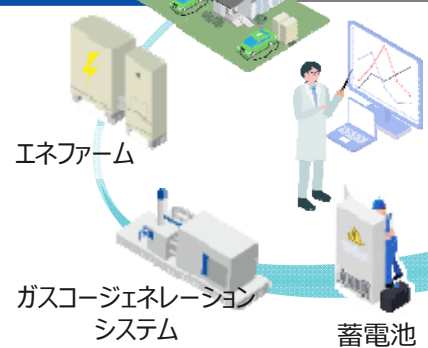 エネファーム
ガスコージェネレーション
システム
蓄電池